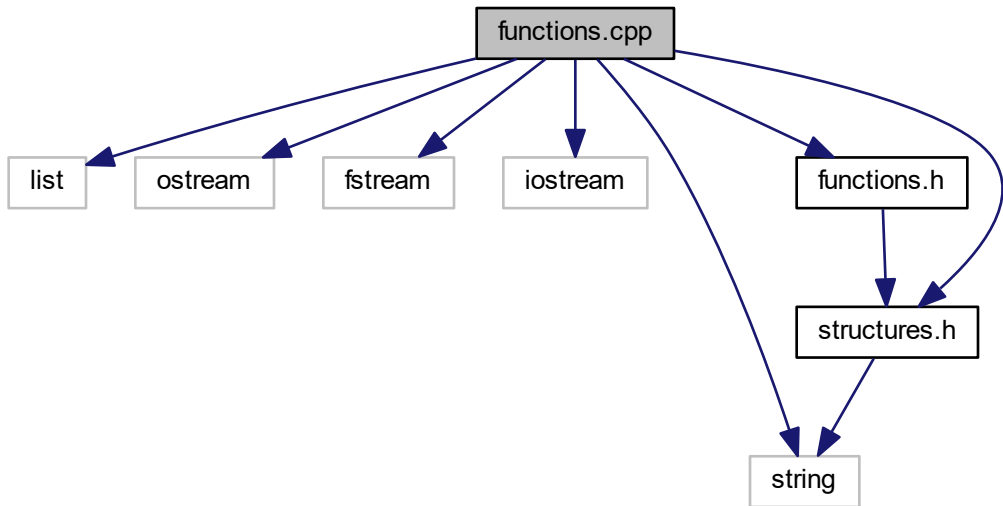 functions.cpp
list
ostream
fstream
iostream
functions.h
structures.h
string